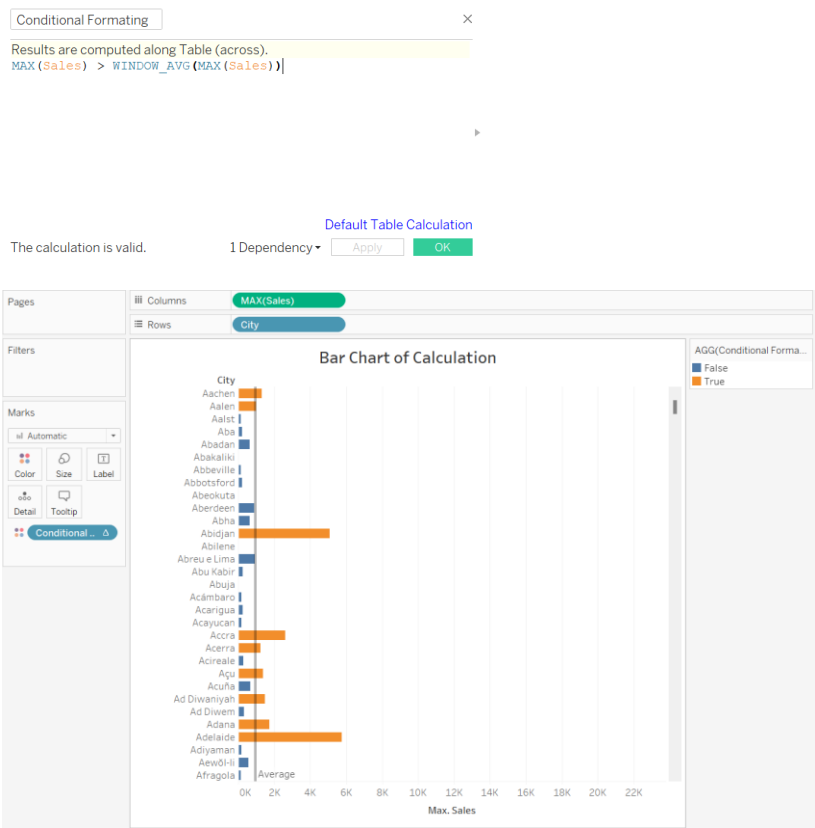 Conditional Formating
Results are computed along Table (across).
MAX(Sales) > WINDOW_AVG(MAX(Sales))
Default Table Calculation
The calculation is valid.
1 Dependency
Apply
OK
Pages
Columns
MAX(Sales)
Rows
City
Filters
Marks
Automatic
Color
Size
Label
Detail
Tooltip
Conditional ..
Bar Chart of Calculation
City
Aachen
Aalen
Aalst
Aba
Abadan
Abakaliki
Abbeville
Abbotsford
Abeokuta
Aberdeen
Abha
Abidjan
Abilene
Abreu e Lima
Abu Kabir
Abuja
Acámbaro
Acarigua
Acayucan
Accra
Acerra
Acireale
Açu
Acuña
Ad Diwaniyah
Ad Diwem
Adana
Adelaide
Adiyaman
Aewŏl-li
Afragola
Average
0K 2K 4K 6K 8K 10K 12K 14K 16K 18K 20K 22K
Max. Sales
AGG(Conditional Forma...
False
True